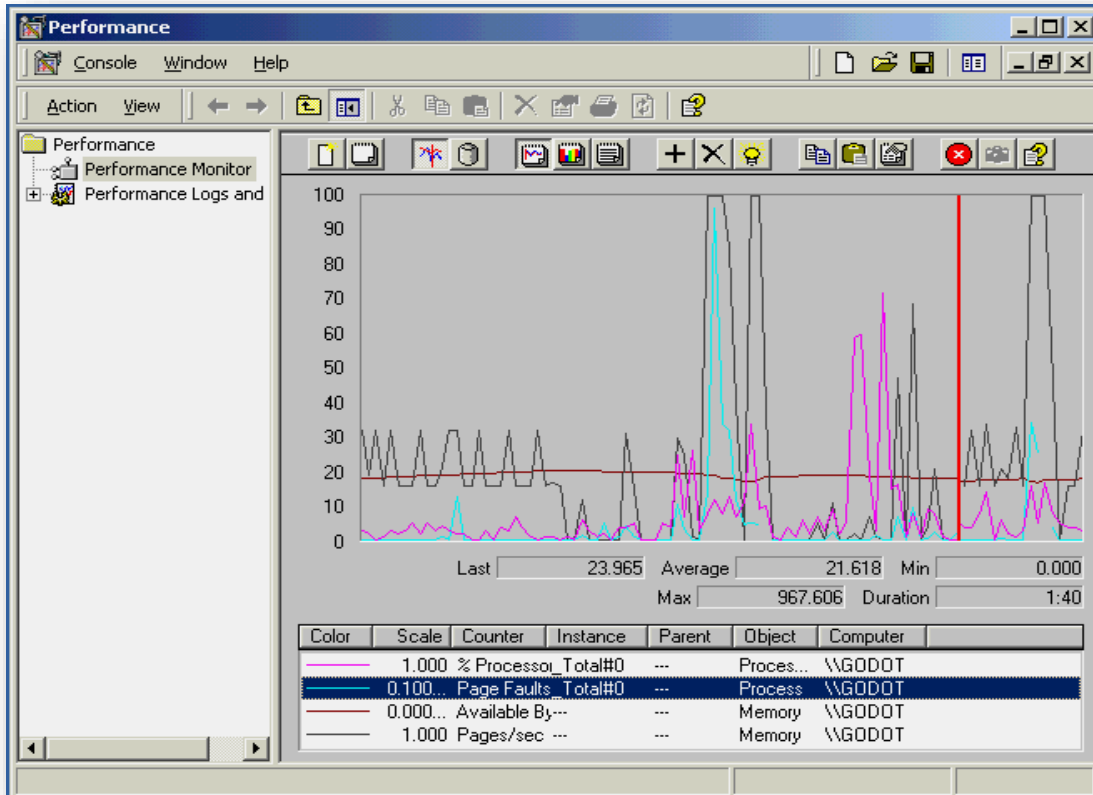 Performance
Console Window Help
Action View
Performance
Performance Monitor
Performance Logs and
100
90
80
70
60
50
40
30
20
10
0
Last 23.965 Average 21.618 Min 0.000
Max 967.606 Duration 1:40
Color Scale Counter Instance Parent Object Computer
1.000 % Processor _Total#0 --- Proces... \\GODOT
0.100... Page Faults _Total#0 --- Process \\GODOT
0.000... Available By --- --- Memory \\GODOT
1.000 Pages/sec --- --- Memory \\GODOT